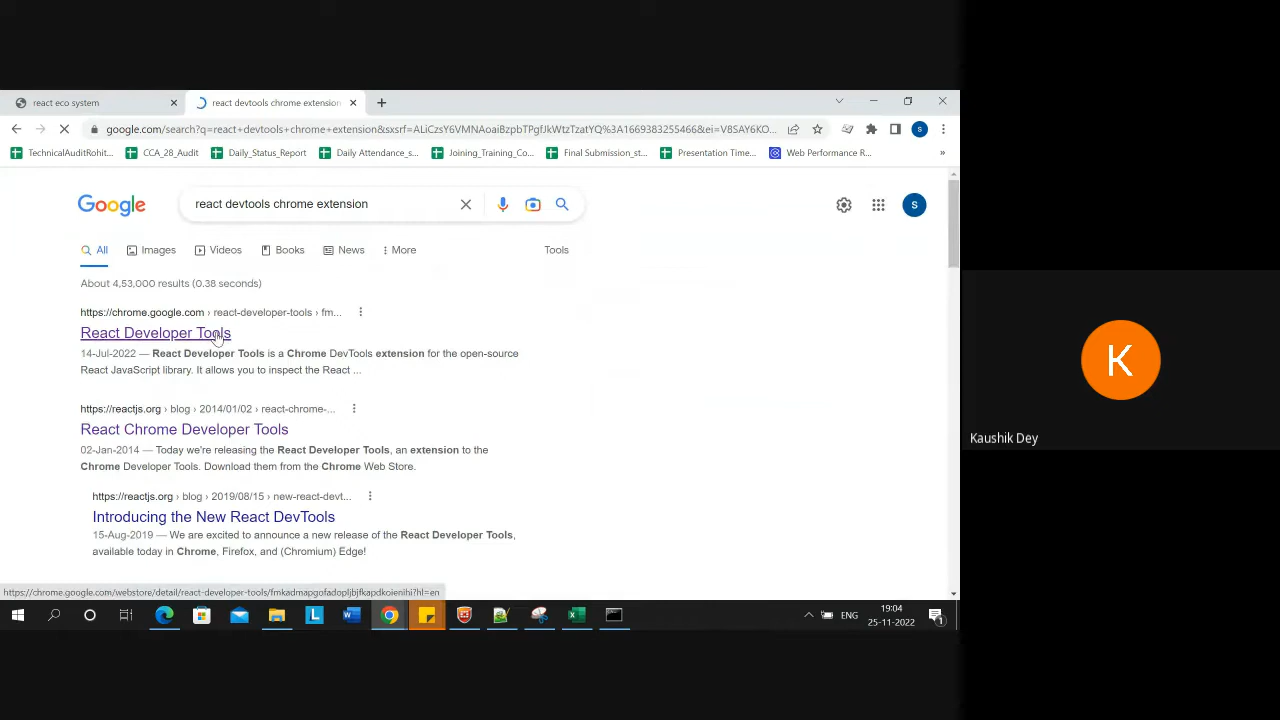 react eco system
react devtools chrome extension
google.com/search?q=react+devtools+chrome+extension&sxsrf=ALiCzsY6VMNAoaiBzpbTPgfJkWtzTzatYQ%3A1669383255466&ei=V8SAY6KO...
S
TechnicalAuditRohit...
CCA_28_Audit
Daily_Status_Report
Daily Attendance_s...
Joining_Training_Co...
Final Submission_st...
Presentation Time...
Web Performance R...
»
Google
react devtools chrome extension
S
All
Images
Videos
Books
News
More
Tools
About 4,53,000 results (0.38 seconds)
https://chrome.google.com › react-developer-tools › fm...
React Developer Tools
14-Jul-2022 — React Developer Tools is a Chrome DevTools extension for the open-source
React JavaScript library. It allows you to inspect the React ...
https://reactjs.org › blog › 2014/01/02 › react-chrome-...
React Chrome Developer Tools
02-Jan-2014 — Today we're releasing the React Developer Tools, an extension to the
Chrome Developer Tools. Download them from the Chrome Web Store.
https://reactjs.org › blog › 2019/08/15 › new-react-devt...
Introducing the New React DevTools
15-Aug-2019 — We are excited to announce a new release of the React Developer Tools,
available today in Chrome, Firefox, and (Chromium) Edge!
https://chrome.google.com/webstore/detail/react-developer-tools/fmkadmapgofadopljbjfkapdkoienihi?hl=en
L
W
ENG
19:04
25-11-2022
1
K
Kaushik Dey